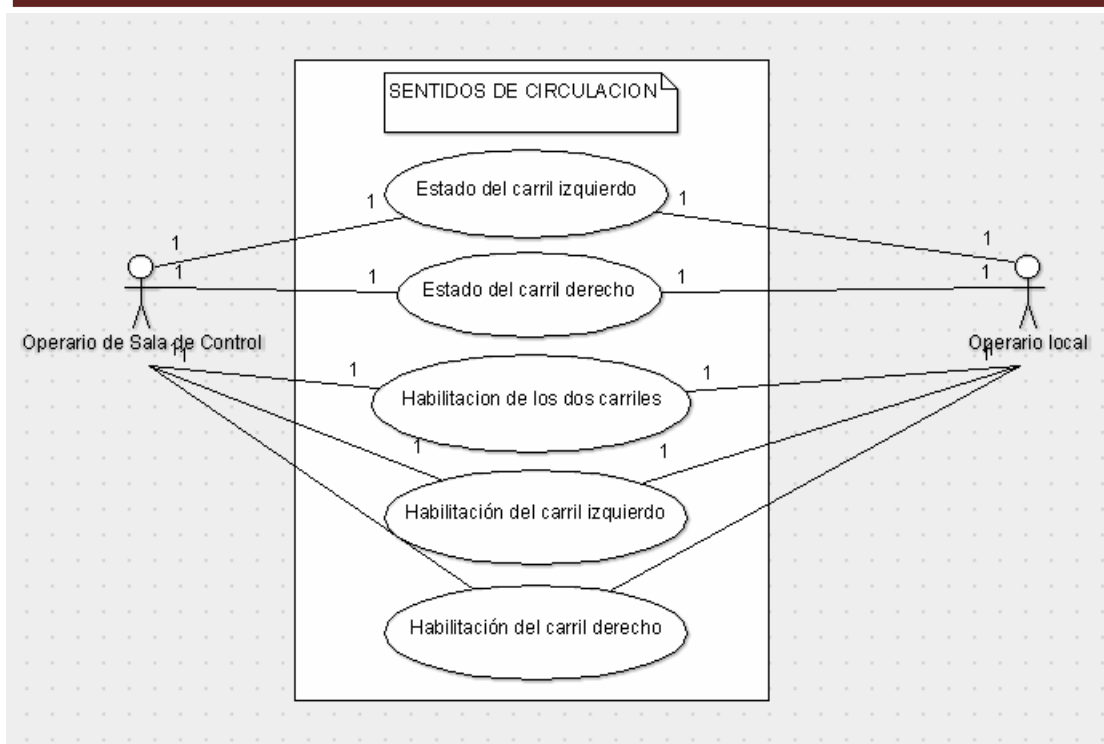 SENTIDOS DE CIRCULACION
Estado del carril izquierdo
1
1
1
1
Estado del carril derecho
1
1
1
1
Operario de Sala de Control
Operario local
1
1
1
1
1
Habilitacion de los dos carriles
1
1
Habilitación del carril izquierdo
Habilitación del carril derecho